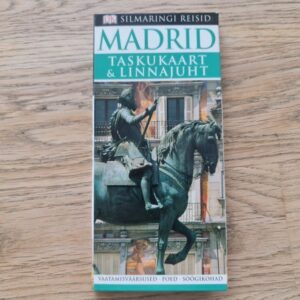 DK SILMARINGI REISID
MADRID
TASKUKAART
& LINNAJUHT
VAATAMISVÄÄRSUSED · POED · SÖÖGIKOHAD